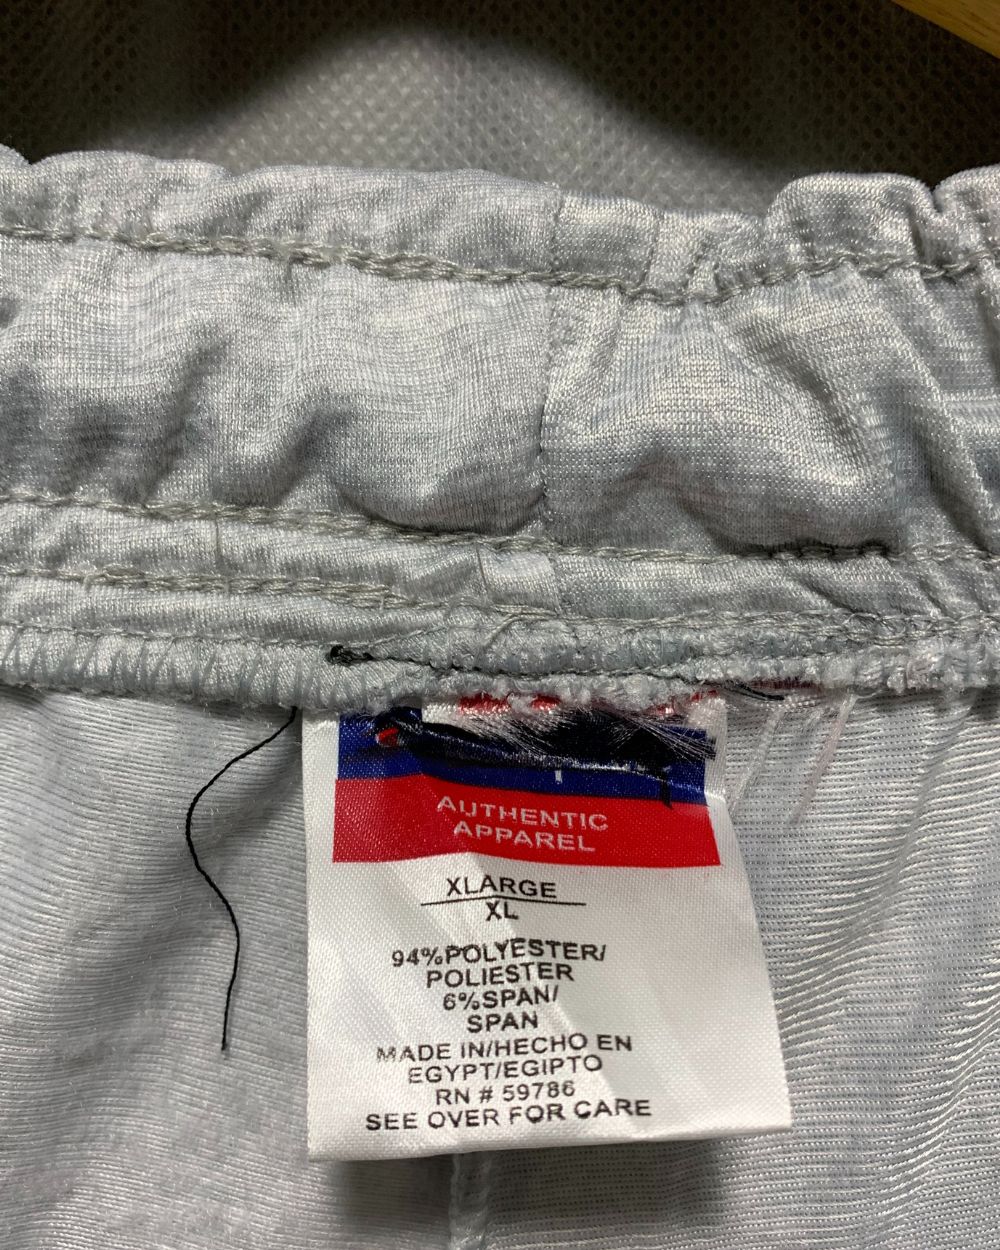 AUTHENTIC
APPAREL
XLARGE
XL
94%POLYESTER/
POLIESTER
6%SPAN/
SPAN
MADE IN/HECHO EN
EGYPT/EGIPTO
RN # 59786
SEE OVER FOR CARE